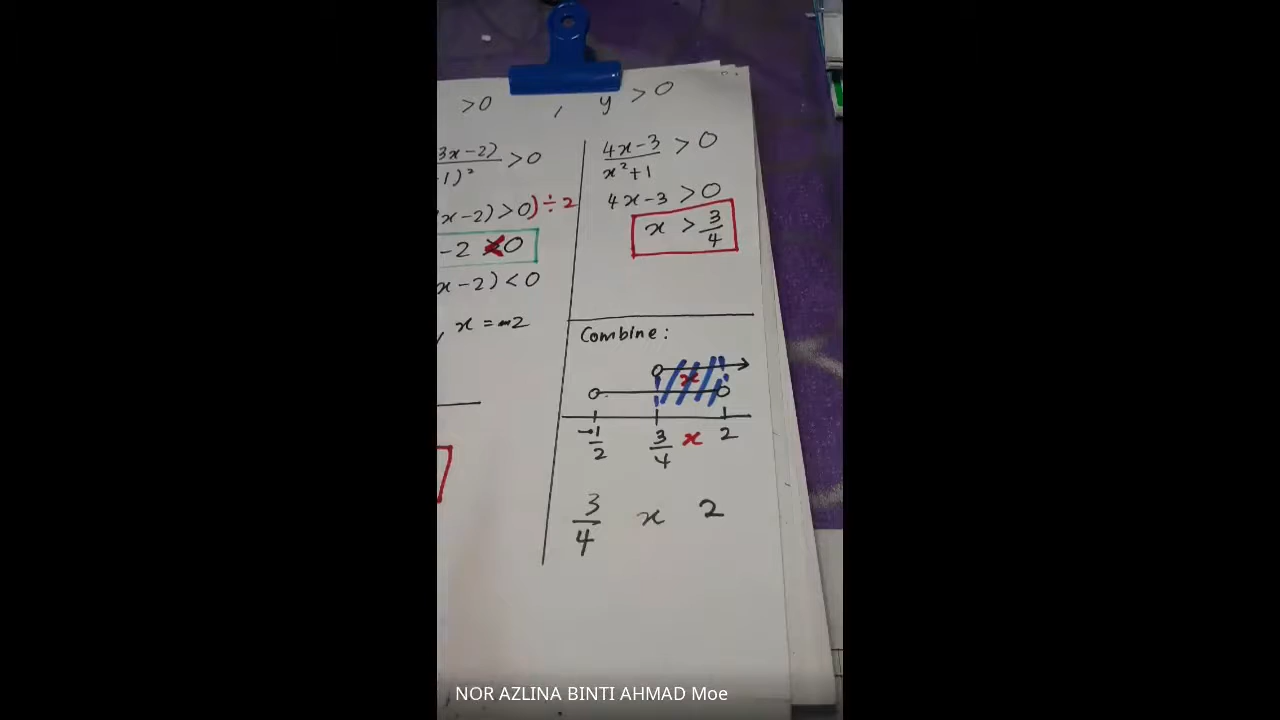 >0 , y > 0
3x-2) / -1)² > 0
x-2) > 0) ÷ 2
-2 > 0
x-2) < 0
, x = 2
4x-3 / x²+1 > 0
4x-3 > 0
x > 3/4
Combine:
x
-1/2 3/4 x 2
3/4 x 2
NOR AZLINA BINTI AHMAD Moe